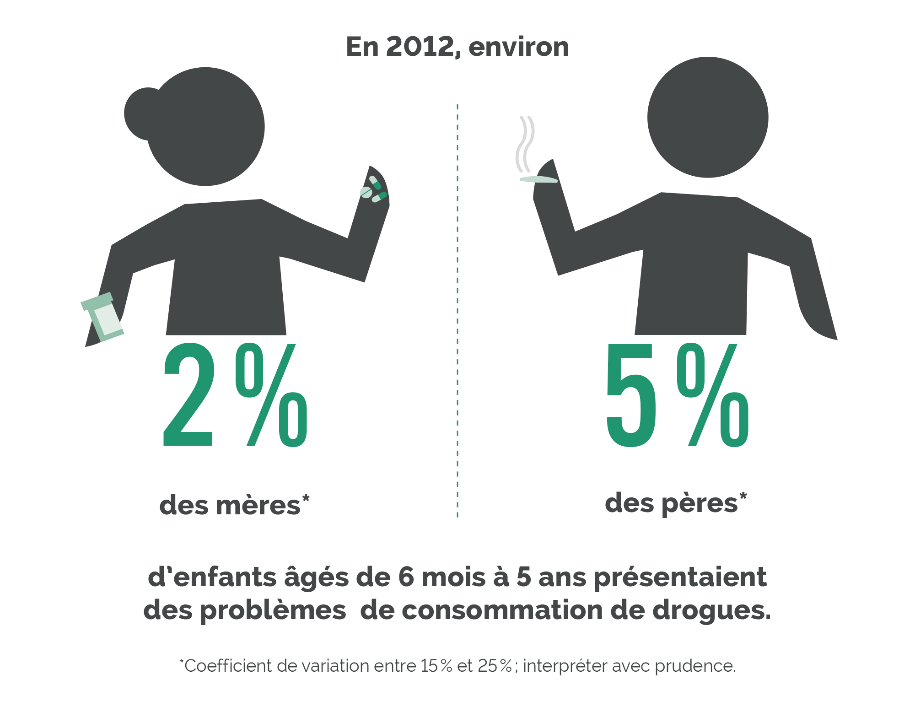 En 2012, environ
2 %
des mères*
5 %
des pères*
d'enfants âgés de 6 mois à 5 ans présentaient
des problèmes  de consommation de drogues.
*Coefficient de variation entre 15 % et 25 % ; interpréter avec prudence.